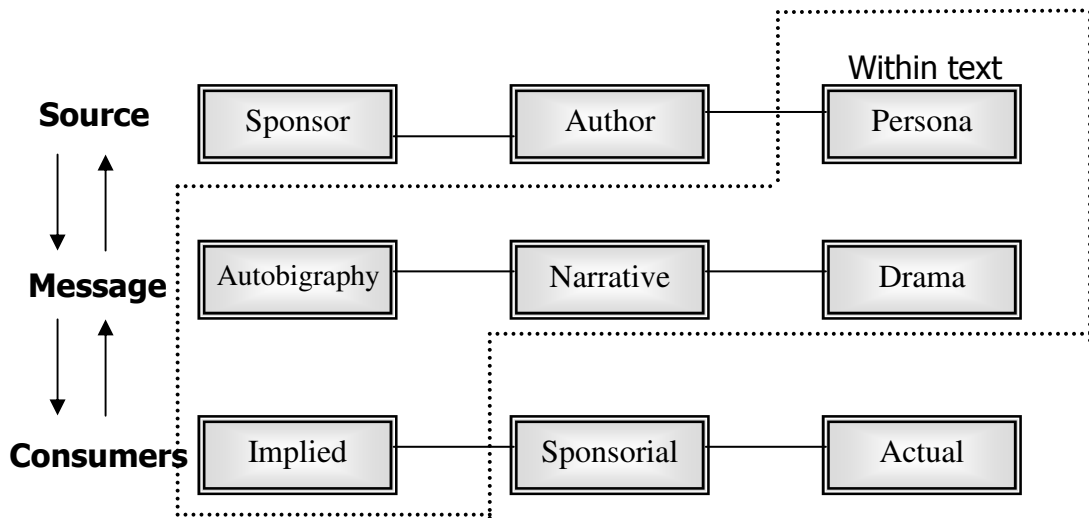 Within text
Source
Sponsor
Author
Persona
Message
Autobigraphy
Narrative
Drama
Consumers
Implied
Sponsorial
Actual